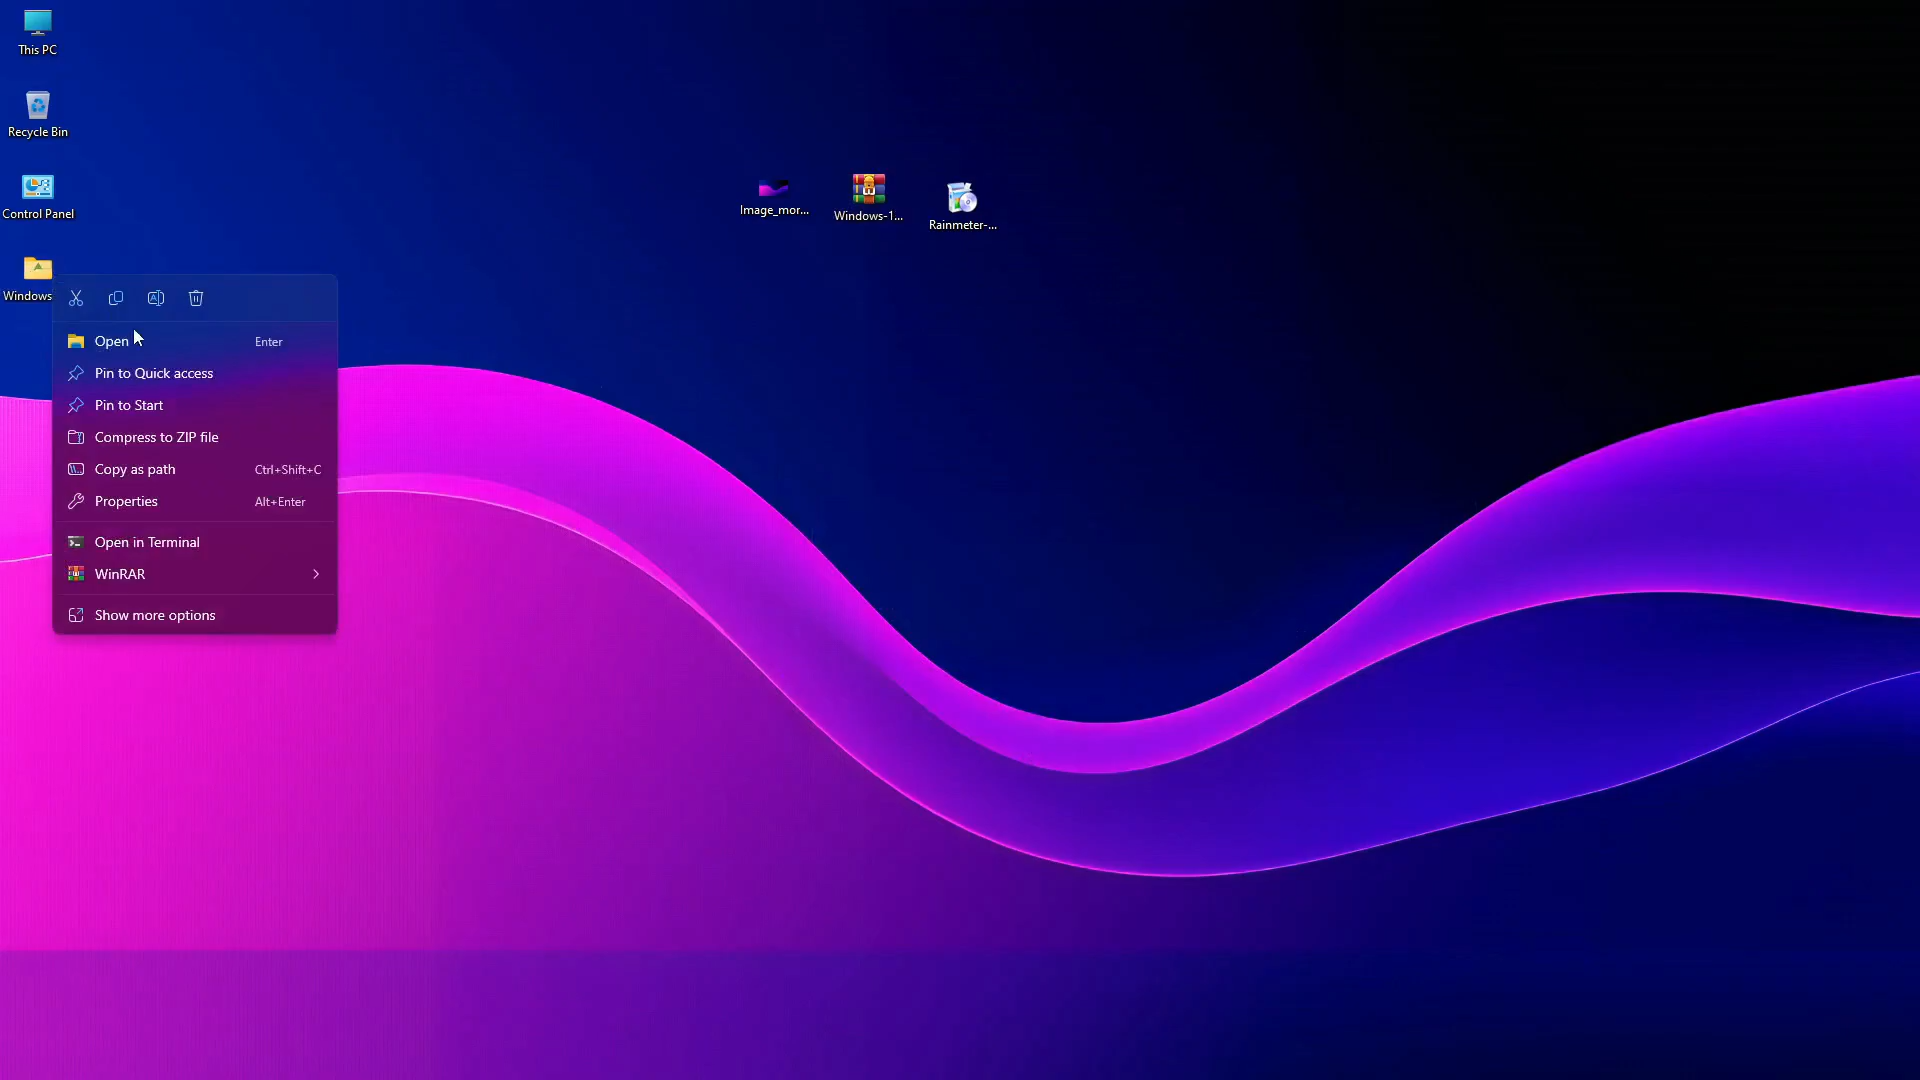 This PC
Recycle Bin
Control Panel
Windows
Image_mor...
Windows-1...
Rainmeter-...
Open Enter
Pin to Quick access
Pin to Start
Compress to ZIP file
Copy as path Ctrl+Shift+C
Properties Alt+Enter
Open in Terminal
WinRAR
Show more options